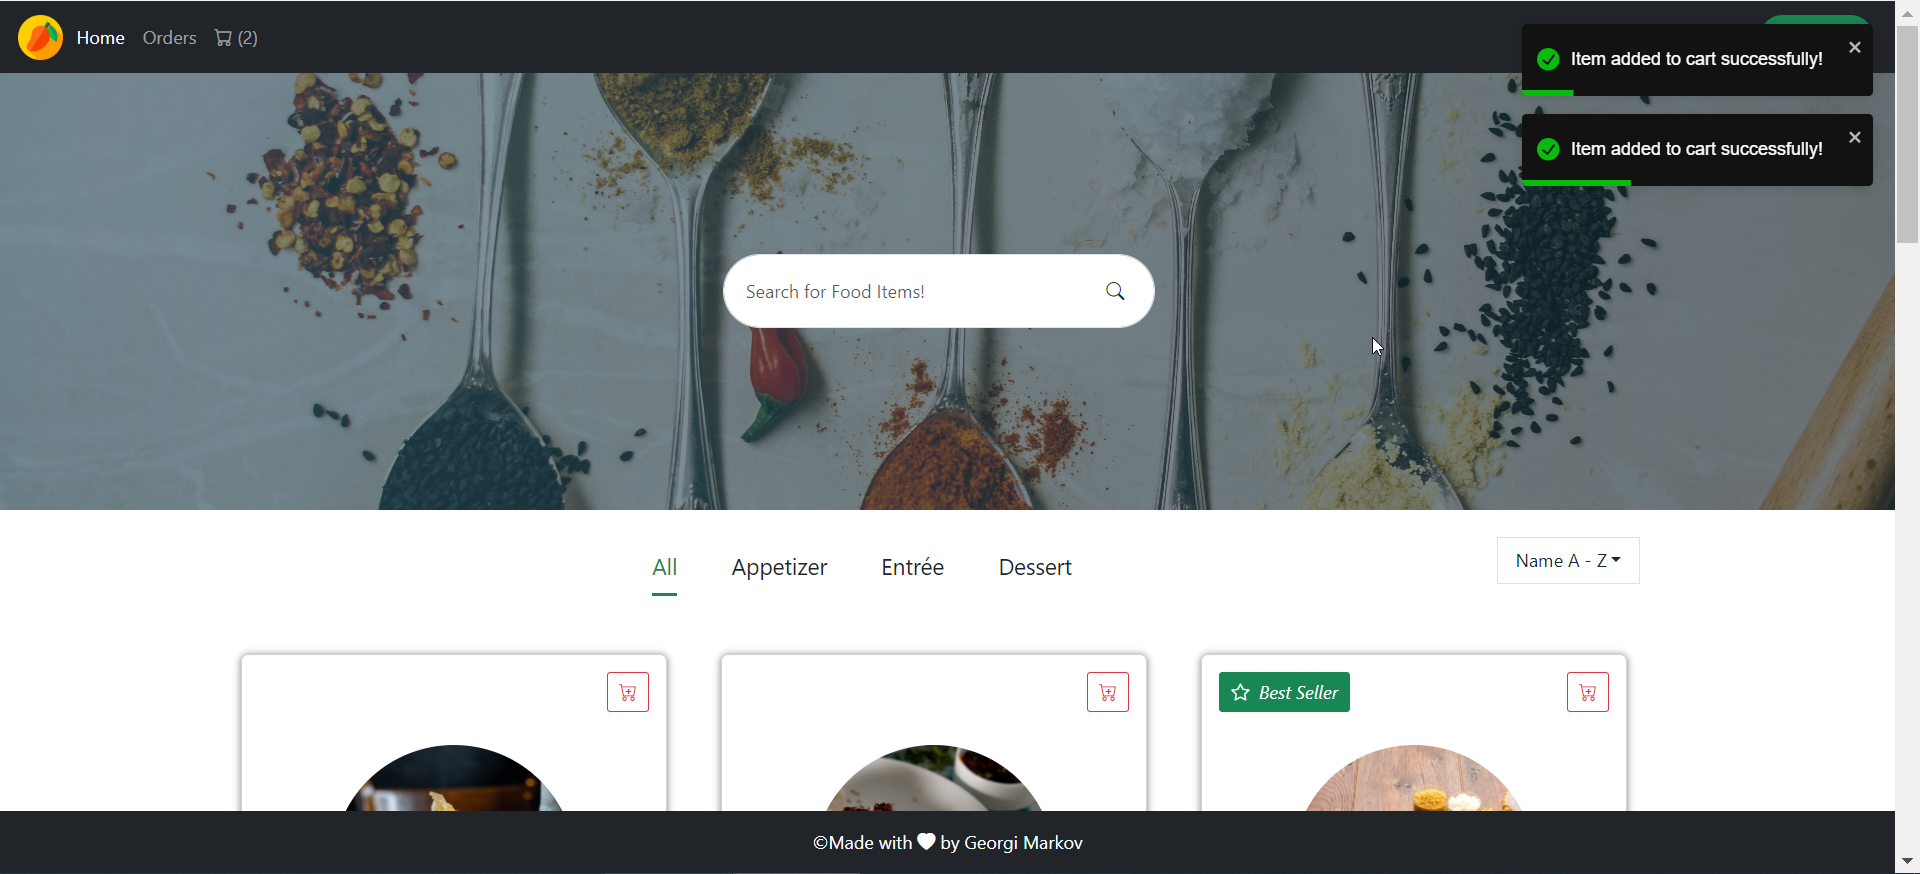 Home Orders (2)
Item added to cart successfully!
Item added to cart successfully!
Search for Food Items!
All Appetizer Entrée Dessert
Name A - Z
Best Seller
©Made with by Georgi Markov